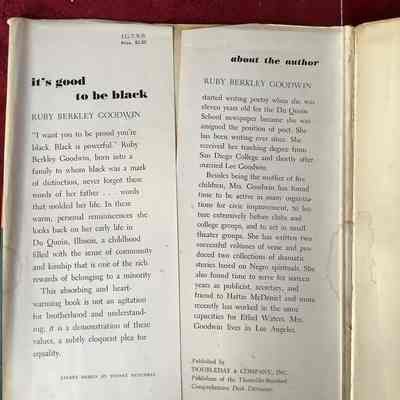 I.G.T.B.B.
Price, $3.50
it's good
to be black
RUBY BERKLEY GOODWIN
"I want you to be proud you're
black. Black is powerful." Ruby
Berkley Goodwin, born into a
family to whom black was a mark
of distinction, never forgot these
words of her father . . words
that molded her life. In these
warm, personal reminiscences she
looks back on her early life in
Du Quoin, Illinois, a childhood
filled with the sense of community
and kinship that is one of the rich
rewards of belonging to a minority
This absorbing and heart-
warming book is not an agitation
for brotherhood and understand-
ing; it is a demonstration of these
values, a subtly eloquent plea for
equality.
JACKET DESIGN BY SYDNEY BUTCHKES
about the author
RUBY BERKLEY GOODWIN
started writing poetry when she was
eleven years old for the Du Quoin
School newspaper because she was
assigned the position of poet. She
has been writing ever since. She
received her teaching degree from
San Diego College and shortly after
married Lee Goodwin.
Besides being the mother of five
children, Mrs. Goodwin has found
time to be active in many organiza-
tions for civic improvement, to lec-
ture extensively before clubs and
college groups, and to act in small
theater groups. She has written two
successful volumes of verse and pro-
duced two collections of dramatic
stories based on Negro spirituals. She
also found time to serve for sixteen
years as publicist, secretary, and
friend to Hattie McDaniel and more
recently has worked in the same
capacities for Ethel Waters. Mrs.
Goodwin lives in Los Angeles.
Published by
DOUBLEDAY & COMPANY, INC.
Publishers of the Thorndike-Barnhart
Comprehensive Desk Dictionary